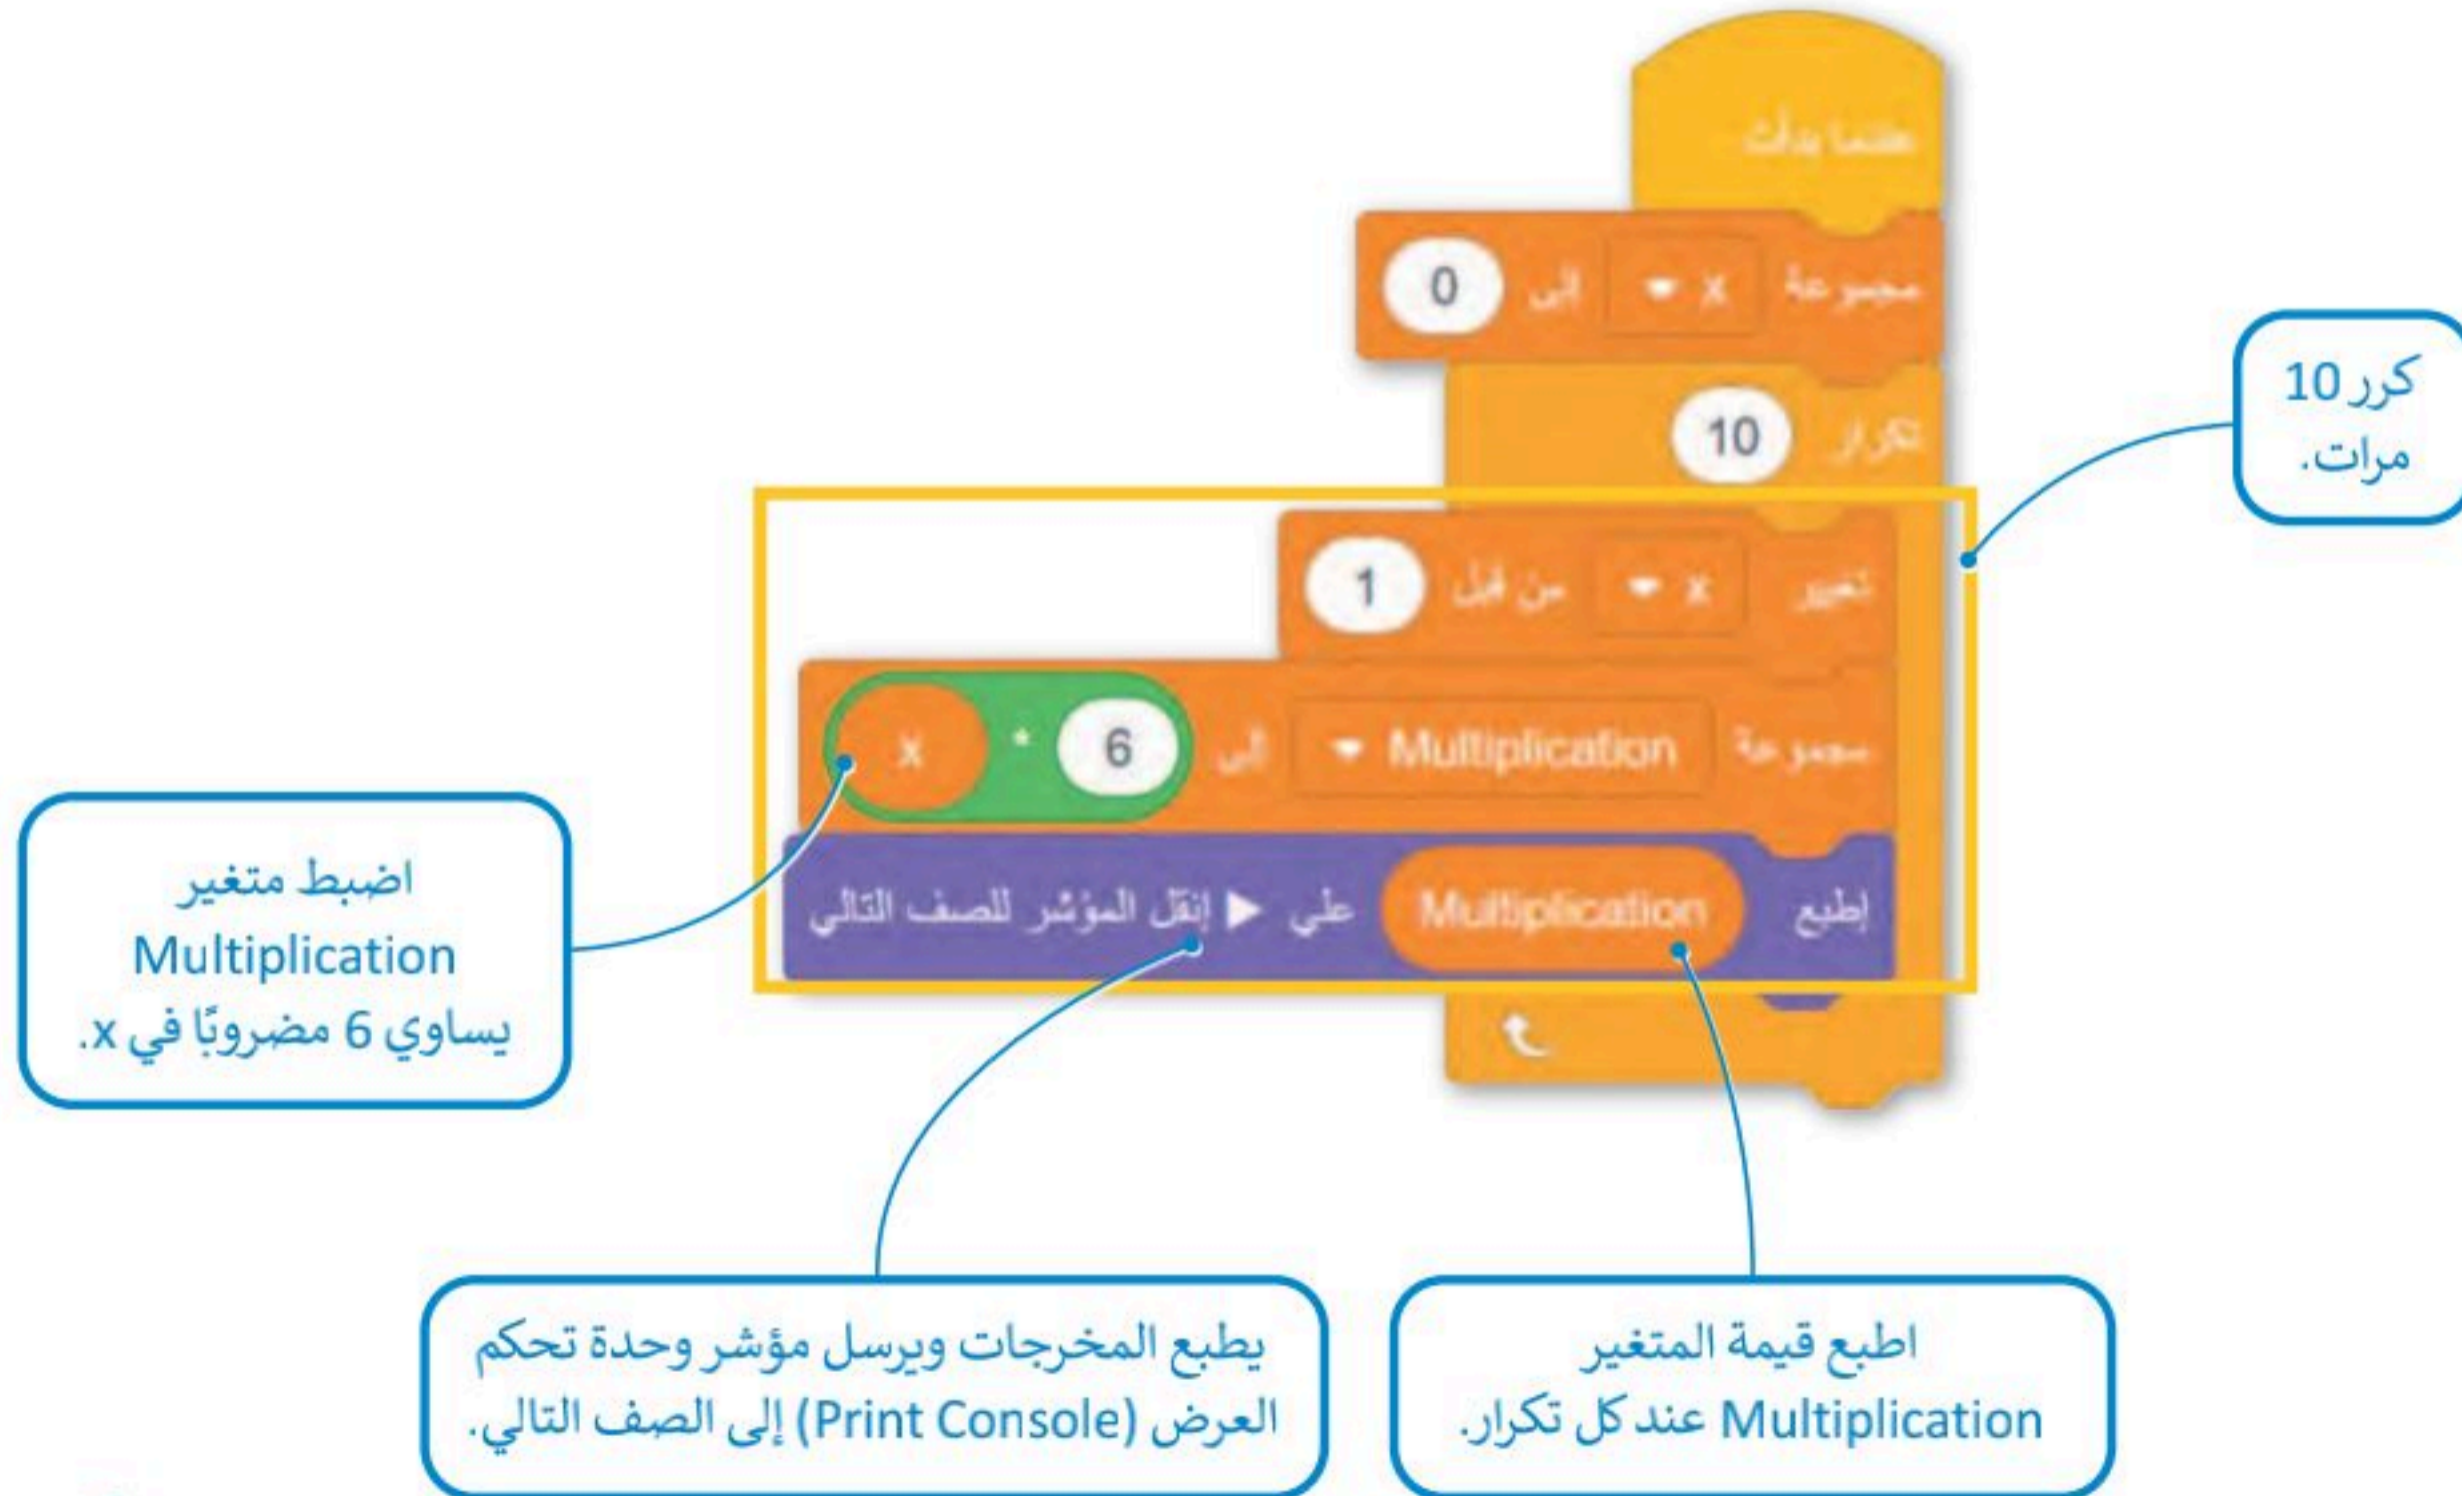 عندما بدأت
مجموعة x إلى 0
تكرار 10
كرر 10
مرات.
تغيير x من قبل 1
مجموعة Multiplication إلى 6 * x
إطبع Multiplication علي ◀ إنقل المؤشر للصف التالي
اضبط متغير
Multiplication
يساوي 6 مضروبًا في x.
اطبع قيمة المتغير
Multiplication عند كل تكرار.
يطبع المخرجات ويرسل مؤشر وحدة تحكم
العرض (Print Console) إلى الصف التالي.